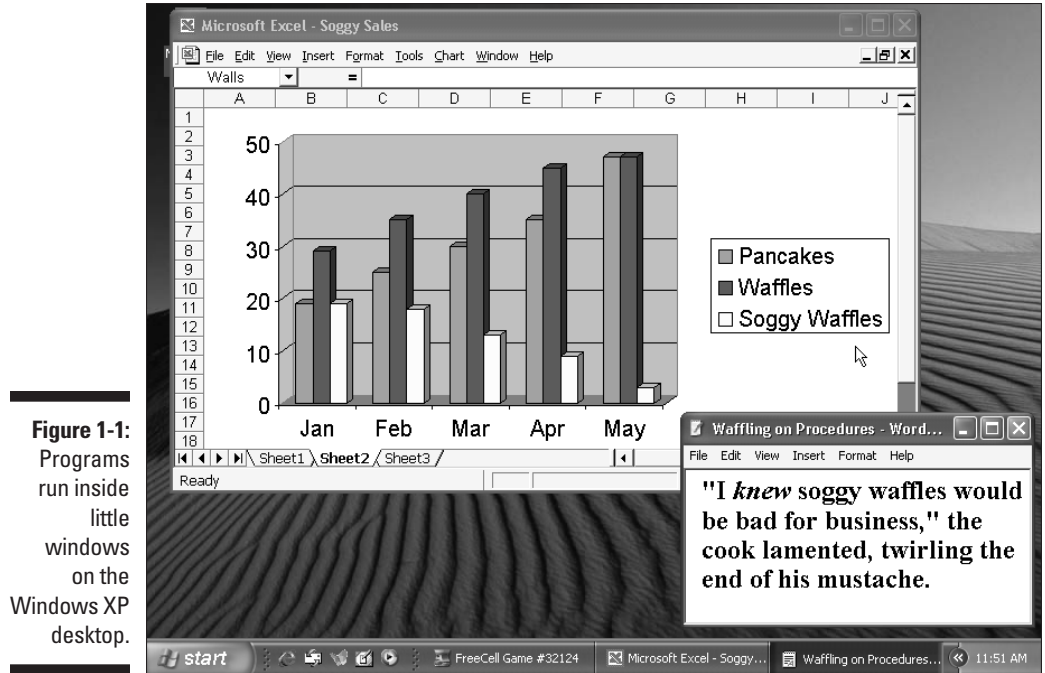 Microsoft Excel - Soggy Sales
File Edit View Insert Format Tools Chart Window Help
Walls =
A B C D E F G H I J
1
2
3
4
5
6
7
8
9
10
11
12
13
14
15
16
17
18
50
40
30
20
10
0
Jan Feb Mar Apr May
Pancakes
Waffles
Soggy Waffles
Sheet1 Sheet2 Sheet3
Ready
Waffling on Procedures - Word...
File Edit View Insert Format Help
"I knew soggy waffles would
be bad for business," the
cook lamented, twirling the
end of his mustache.
start FreeCell Game #32124 Microsoft Excel - Soggy... Waffling on Procedures... 11:51 AM
Figure 1-1:
Programs
run inside
little
windows
on the
Windows XP
desktop.